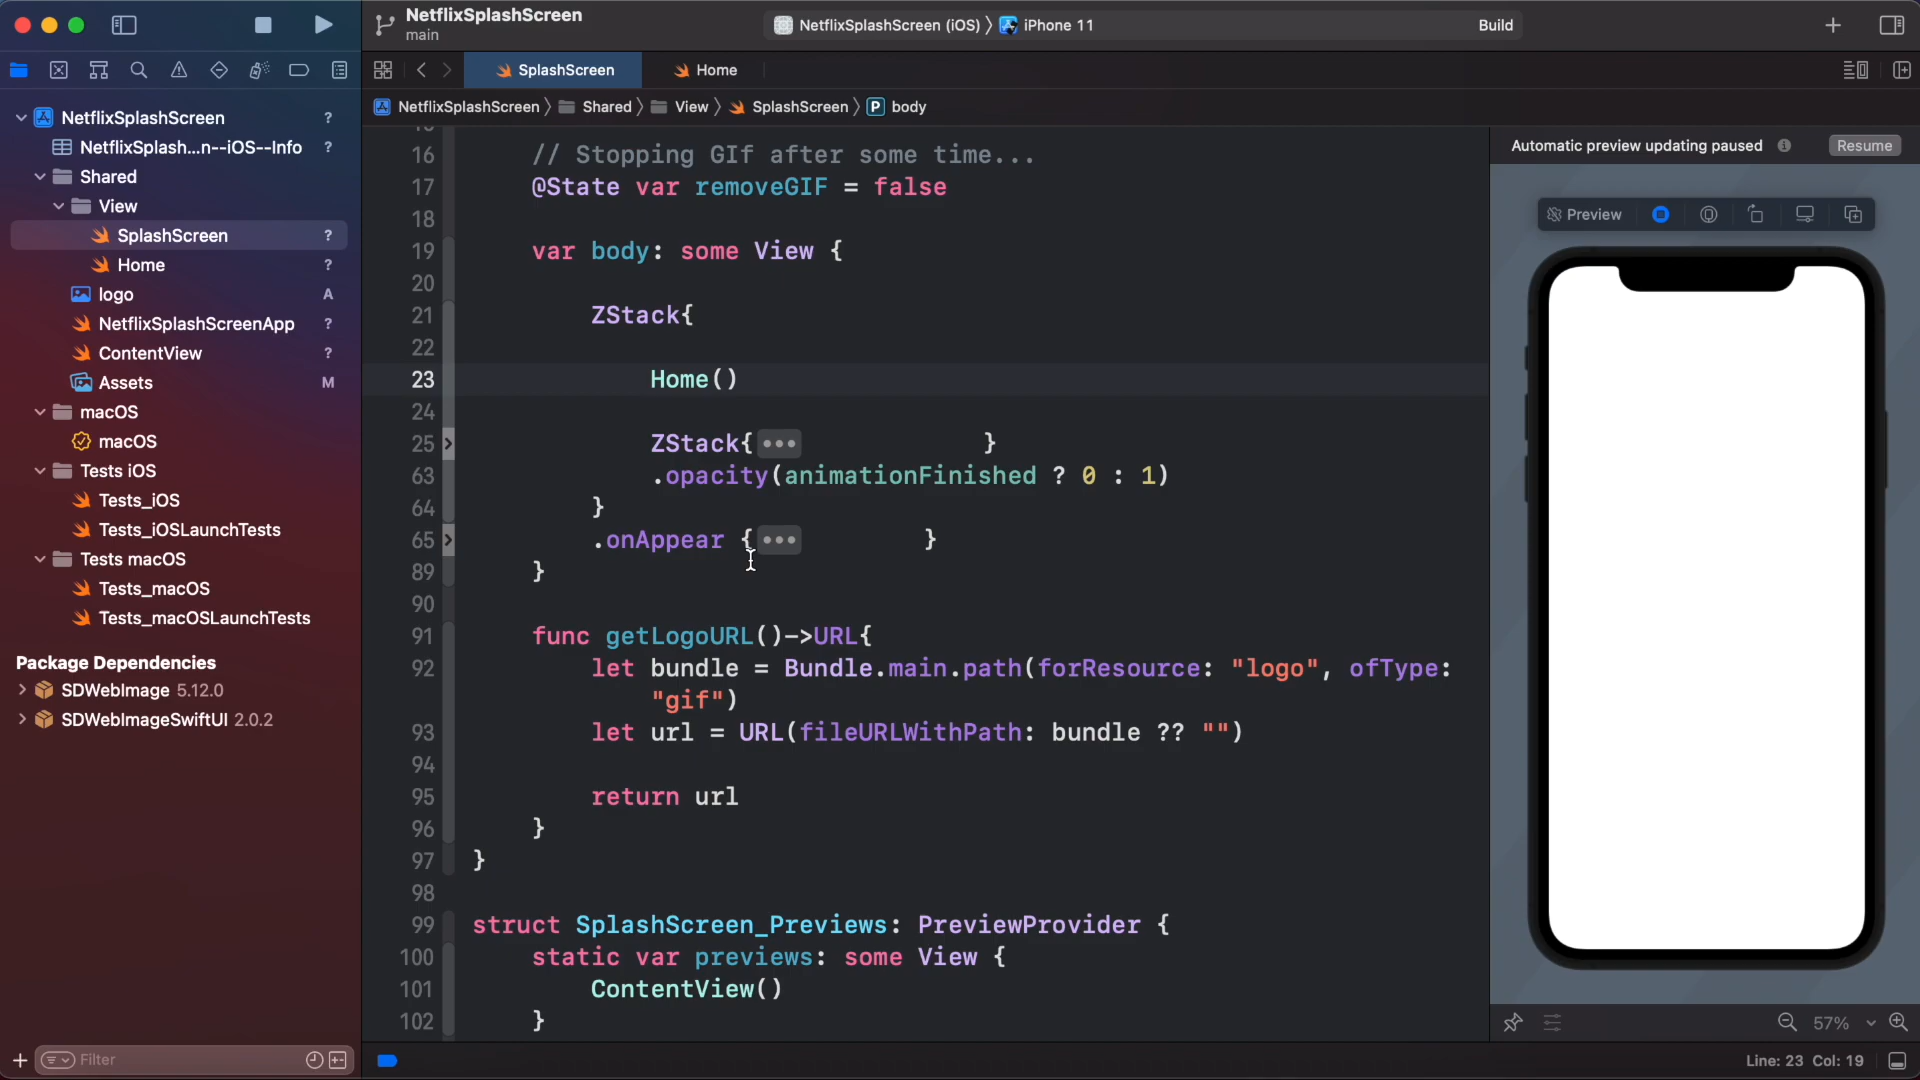 NetflixSplashScreen
main
NetflixSplashScreen (iOS) 〉 iPhone 11
Build
SplashScreen
Home
NetflixSplashScreen 〉 Shared 〉 View 〉 SplashScreen 〉 P body
NetflixSplashScreen ?
NetflixSplash...n--iOS--Info ?
Shared
View
SplashScreen ?
Home ?
logo A
NetflixSplashScreenApp ?
ContentView ?
Assets M
macOS
macOS
Tests iOS
Tests_iOS
Tests_iOSLaunchTests
Tests macOS
Tests_macOS
Tests_macOSLaunchTests
Package Dependencies
SDWebImage 5.12.0
SDWebImageSwiftUI 2.0.2
Filter
16 // Stopping GIf after some time...
17 @State var removeGIF = false
18
19 var body: some View {
20
21 ZStack{
22
23 Home()
24
25 ZStack{••• }
63 .opacity(animationFinished ? 0 : 1)
64 }
65 .onAppear {••• }
89 }
90
91 func getLogoURL()->URL{
92 let bundle = Bundle.main.path(forResource: "logo", ofType:
"gif")
93 let url = URL(fileURLWithPath: bundle ?? "")
94
95 return url
96 }
97 }
98
99 struct SplashScreen_Previews: PreviewProvider {
100 static var previews: some View {
101 ContentView()
102 }
Automatic preview updating paused
Resume
Preview
57%
Line: 23 Col: 19